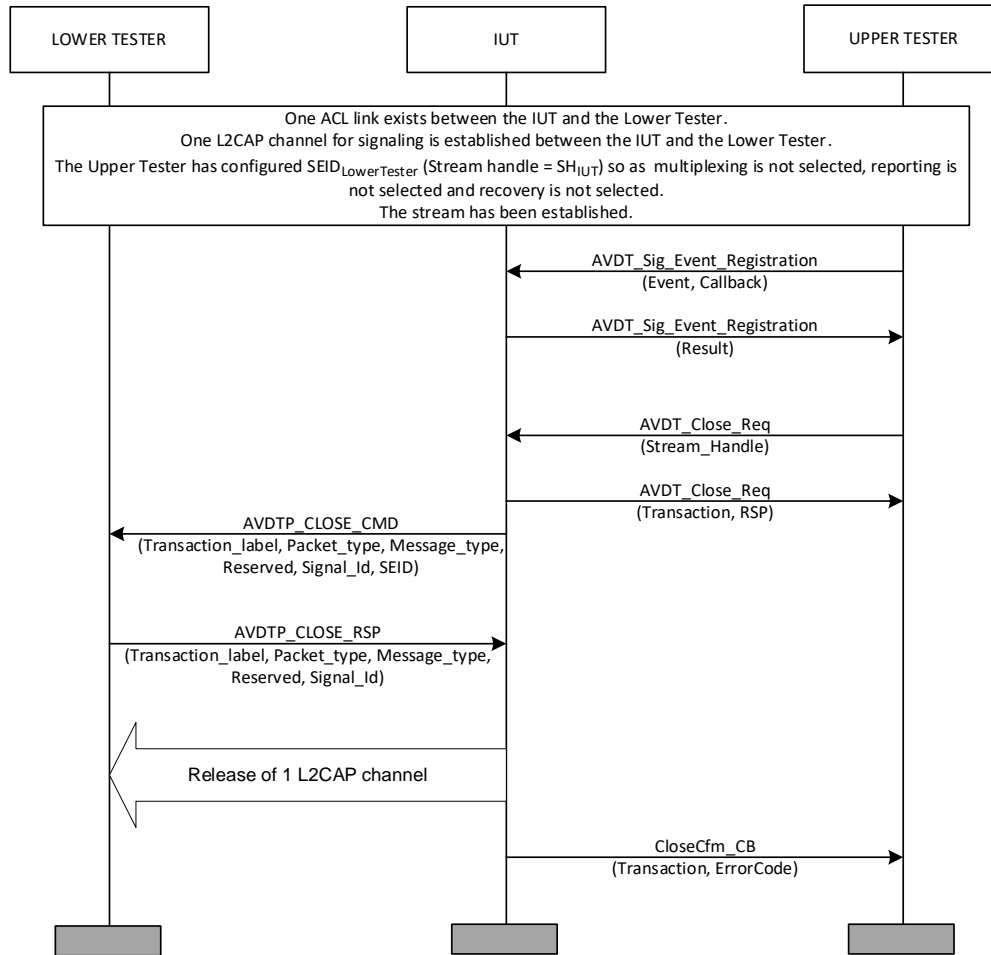 LOWER TESTER
IUT
UPPER TESTER
One ACL link exists between the IUT and the Lower Tester.
One L2CAP channel for signaling is established between the IUT and the Lower Tester.
The Upper Tester has configured SEID_LowerTester (Stream handle = SH_IUT) so as multiplexing is not selected, reporting is
not selected and recovery is not selected.
The stream has been established.
AVDT_Sig_Event_Registration
(Event, Callback)
AVDT_Sig_Event_Registration
(Result)
AVDT_Close_Req
(Stream_Handle)
AVDT_Close_Req
(Transaction, RSP)
AVDTP_CLOSE_CMD
(Transaction_label, Packet_type, Message_type,
Reserved, Signal_Id, SEID)
AVDTP_CLOSE_RSP
(Transaction_label, Packet_type, Message_type,
Reserved, Signal_Id)
Release of 1 L2CAP channel
CloseCfm_CB
(Transaction, ErrorCode)